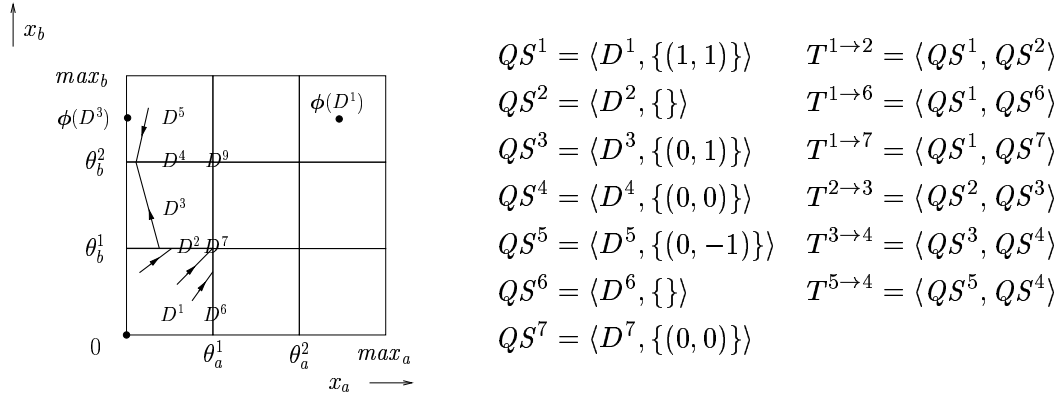 x_b
max_b
ϕ(D^3)
D^5
ϕ(D^1)
θ_b^2
D^4 D^9
D^3
θ_b^1
D^2 D^7
D^1 D^6
0
θ_a^1 θ_a^2 max_a
x_a
QS^1 = ⟨D^1, {(1, 1)}⟩ T^{1→2} = ⟨QS^1, QS^2⟩
QS^2 = ⟨D^2, {}⟩ T^{1→6} = ⟨QS^1, QS^6⟩
QS^3 = ⟨D^3, {(0, 1)}⟩ T^{1→7} = ⟨QS^1, QS^7⟩
QS^4 = ⟨D^4, {(0, 0)}⟩ T^{2→3} = ⟨QS^2, QS^3⟩
QS^5 = ⟨D^5, {(0, −1)}⟩ T^{3→4} = ⟨QS^3, QS^4⟩
QS^6 = ⟨D^6, {}⟩ T^{5→4} = ⟨QS^5, QS^4⟩
QS^7 = ⟨D^7, {(0, 0)}⟩